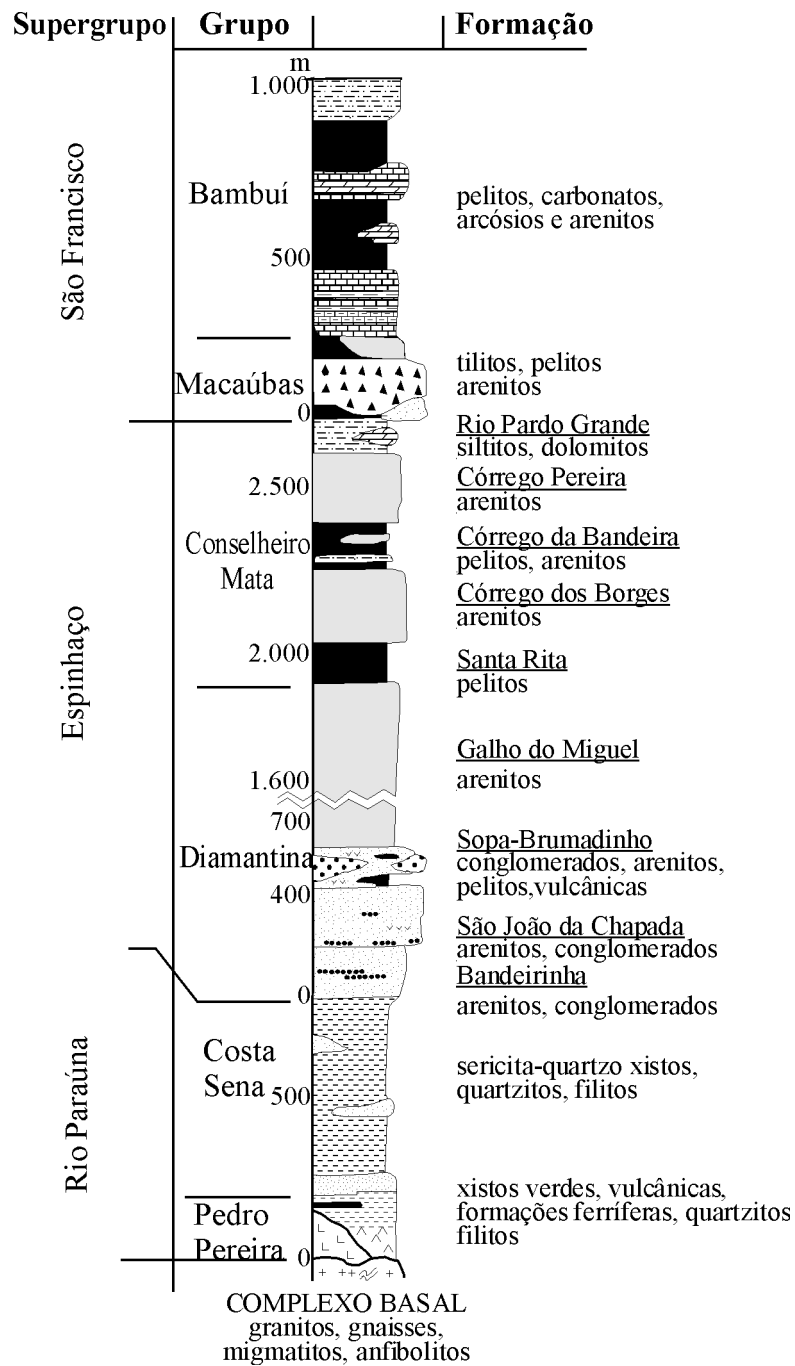 Supergrupo Grupo Formação
m
1.000
São Francisco
Bambuí
pelitos, carbonatos,
arcósios e arenitos
500
Macaúbas
tilitos, pelitos
arenitos
0
Rio Pardo Grande
siltitos, dolomitos
2.500
Córrego Pereira
arenitos
Conselheiro
Mata
Córrego da Bandeira
pelitos, arenitos
Córrego dos Borges
arenitos
2.000
Santa Rita
pelitos
Espinhaço
Galho do Miguel
arenitos
1.600
700
Diamantina
Sopa-Brumadinho
conglomerados, arenitos,
pelitos,vulcânicas
400
São João da Chapada
arenitos, conglomerados
Bandeirinha
arenitos, conglomerados
0
Rio Paraúna
Costa
Sena
sericita-quartzo xistos,
quartzitos, filitos
500
Pedro
Pereira
xistos verdes, vulcânicas,
formações ferríferas, quartzitos
filitos
0
COMPLEXO BASAL
granitos, gnaisses,
migmatitos, anfibolitos